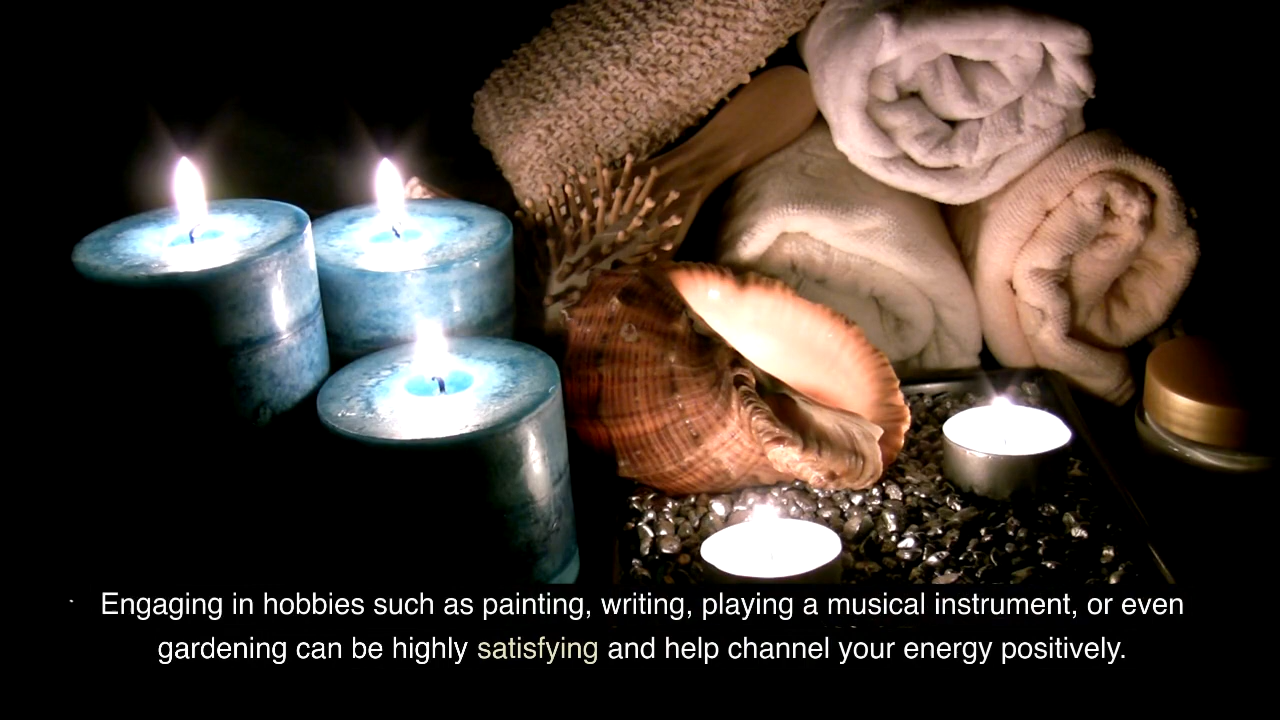 Engaging in hobbies such as painting, writing, playing a musical instrument, or even
gardening can be highly satisfying and help channel your energy positively.